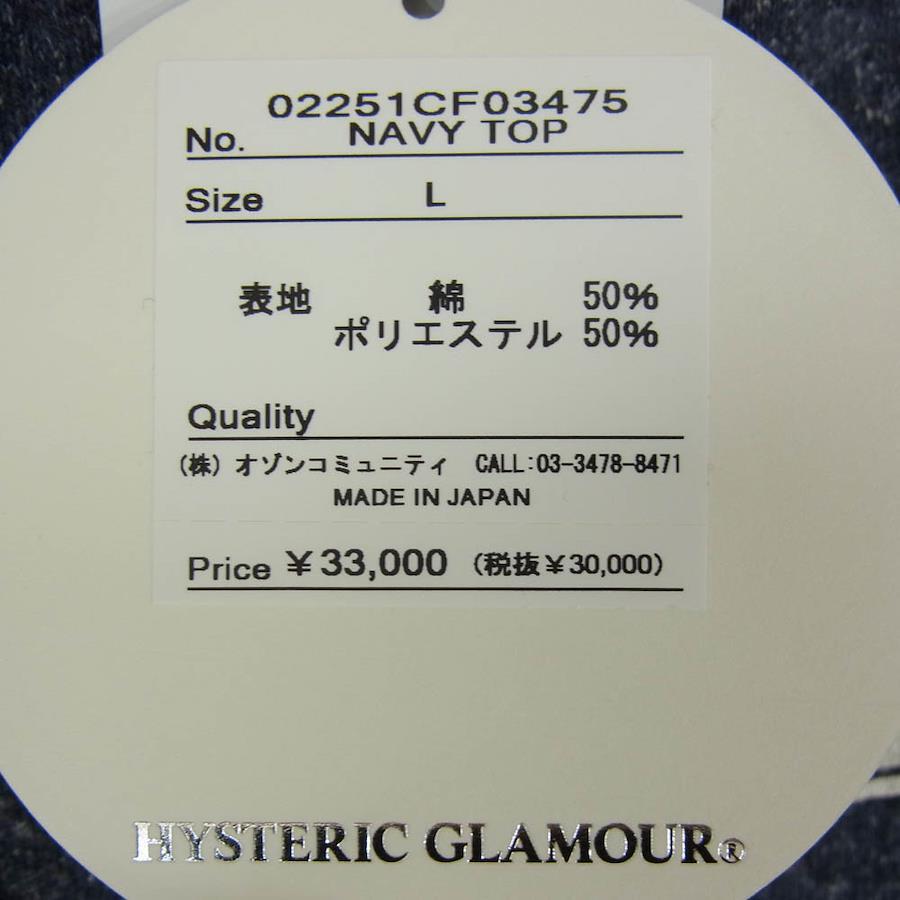 02251CF03475
No. NAVY TOP
Size L
表地 綿 50%
ポリエステル 50%
Quality
(株) オゾンコミュニティ CALL:03-3478-8471
MADE IN JAPAN
Price ¥33,000 (税抜¥30,000)
HYSTERIC GLAMOUR®